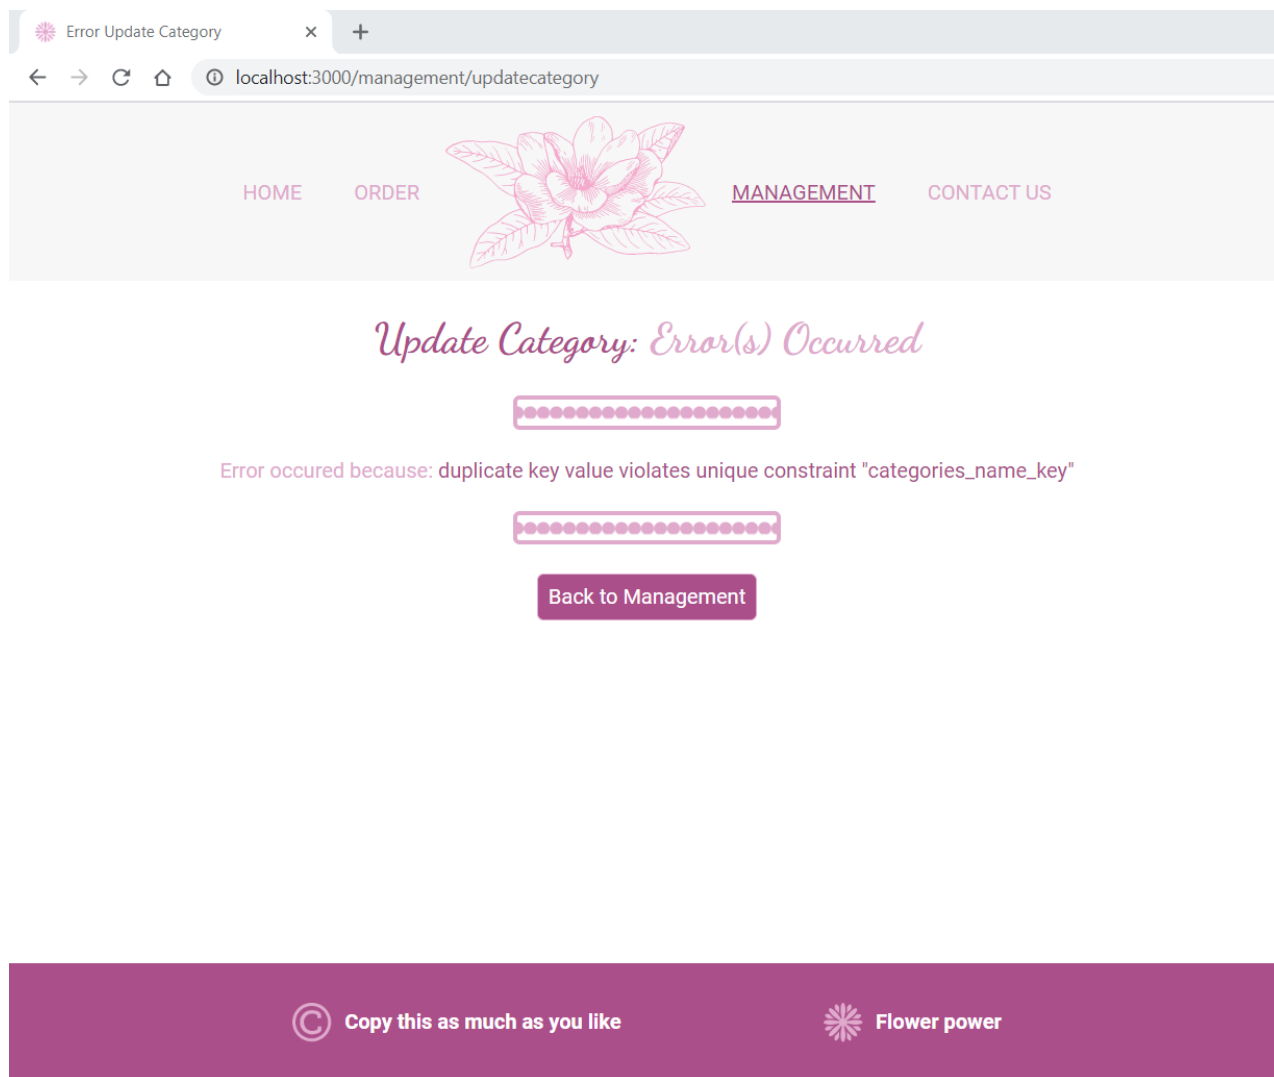 Error Update Category
localhost:3000/management/updatecategory
HOME ORDER MANAGEMENT CONTACT US
Update Category: Error(s) Occurred
Error occured because: duplicate key value violates unique constraint "categories_name_key"
Back to Management
Copy this as much as you like Flower power